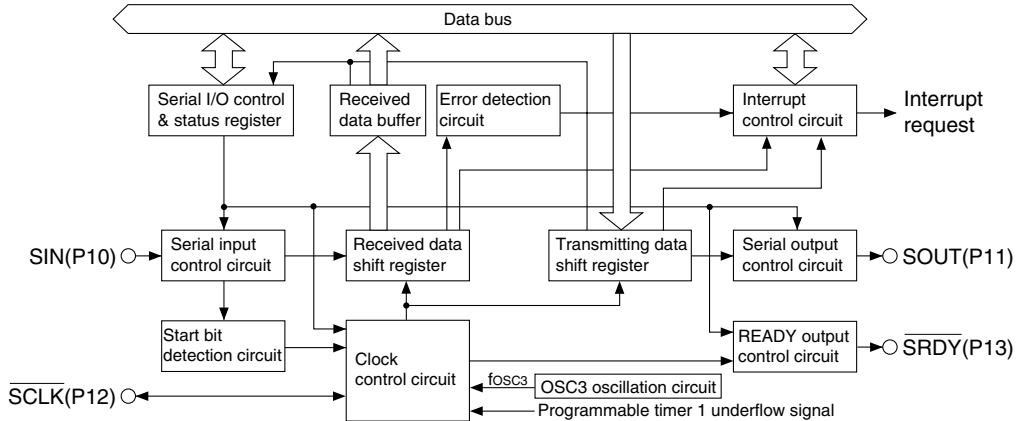 Data bus
Serial I/O control
& status register
Received
data buffer
Error detection
circuit
Interrupt
control circuit
Interrupt
request
SIN(P10)
Serial input
control circuit
Received data
shift register
Transmitting data
shift register
Serial output
control circuit
SOUT(P11)
Start bit
detection circuit
Clock
control circuit
READY output
control circuit
SRDY(P13)
SCLK(P12)
fOSC3
OSC3 oscillation circuit
Programmable timer 1 underflow signal